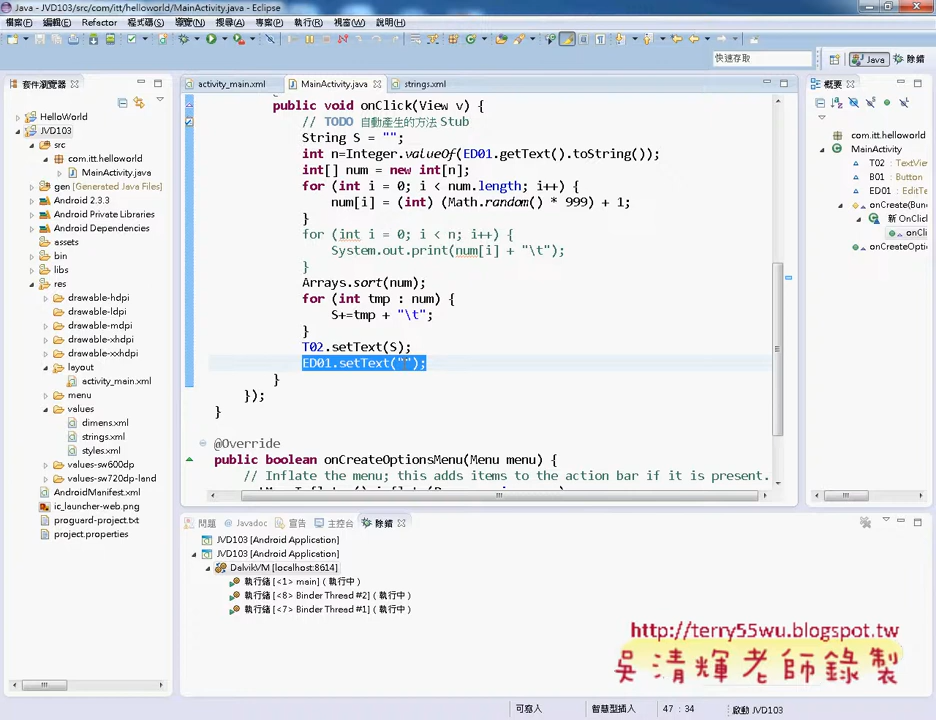 Java - JVD103/src/com/itt/helloworld/MainActivity.java - Eclipse
檔案(F) 編輯(E) Refactor 程式碼(S) 導覽(N) 搜尋(A) 專案(P) 執行(R) 視窗(W) 說明(H)
快速存取 Java 除錯
套件瀏覽器
HelloWorld
JVD103
src
com.itt.helloworld
MainActivity.java
gen [Generated Java Files]
Android 2.3.3
Android Private Libraries
Android Dependencies
assets
bin
libs
res
drawable-hdpi
drawable-ldpi
drawable-mdpi
drawable-xhdpi
drawable-xxhdpi
layout
activity_main.xml
menu
values
dimens.xml
strings.xml
styles.xml
values-sw600dp
values-sw720dp-land
AndroidManifest.xml
ic_launcher-web.png
proguard-project.txt
project.properties
activity_main.xml MainActivity.java strings.xml
public void onClick(View v) {
// TODO 自動產生的方法 Stub
String S = "";
int n=Integer.valueOf(ED01.getText().toString());
int[] num = new int[n];
for (int i = 0; i < num.length; i++) {
num[i] = (int) (Math.random() * 999) + 1;
}
for (int i = 0; i < n; i++) {
System.out.print(num[i] + "\t");
}
Arrays.sort(num);
for (int tmp : num) {
S+=tmp + "\t";
}
T02.setText(S);
ED01.setText("");
}
});
}
@Override
public boolean onCreateOptionsMenu(Menu menu) {
// Inflate the menu; this adds items to the action bar if it is present.
概要
com.itt.helloworld
MainActivity
T02 : TextView
B01 : Button
ED01 : EditTe
onCreate(Bun
新 OnClick
onCli
onCreateOpti
問題 Javadoc 宣告 主控台 除錯
JVD103 [Android Application]
JVD103 [Android Application]
DalvikVM [localhost:8614]
執行緒 [<1> main] (執行中)
執行緒 [<8> Binder Thread #2] (執行中)
執行緒 [<7> Binder Thread #1] (執行中)
http://terry55wu.blogspot.tw
吳清輝老師錄製
可寫入 智慧型插入 47 : 34 啟動 JVD103